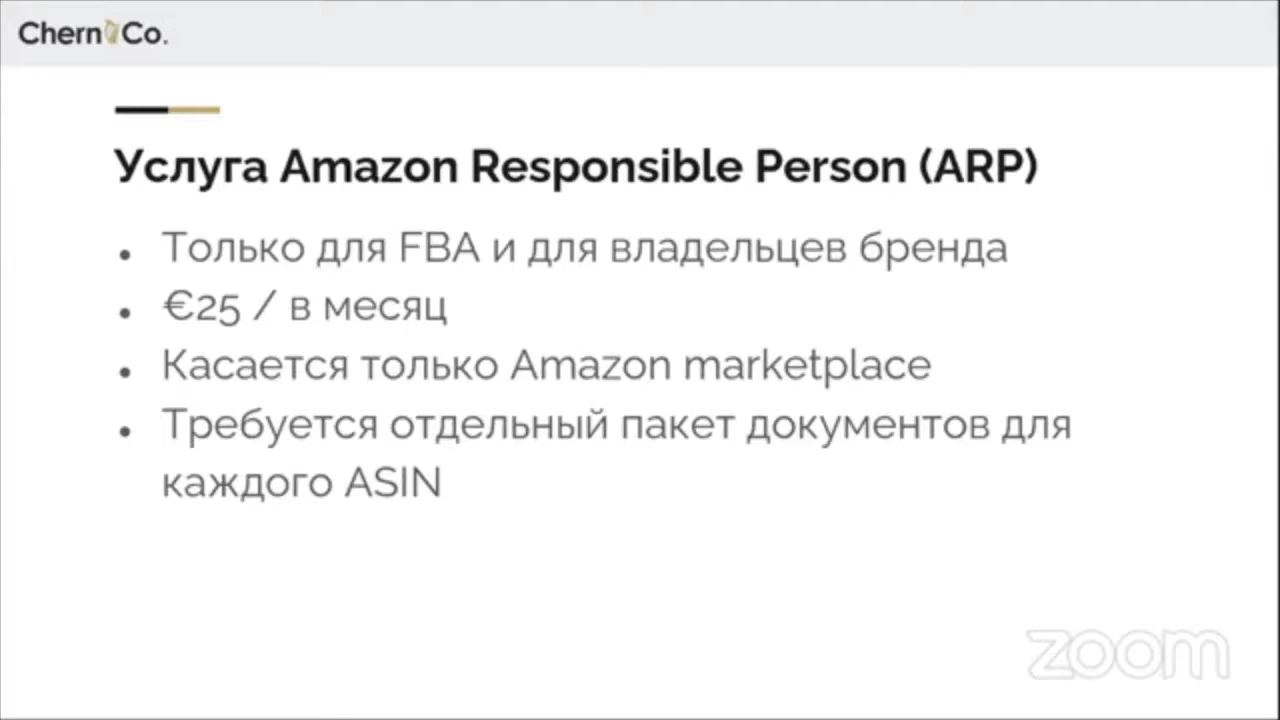 Chern Co.
Услуга Amazon Responsible Person (ARP)
• Только для FBA и для владельцев бренда
• €25 / в месяц
• Касается только Amazon marketplace
• Требуется отдельный пакет документов для
каждого ASIN
zoom